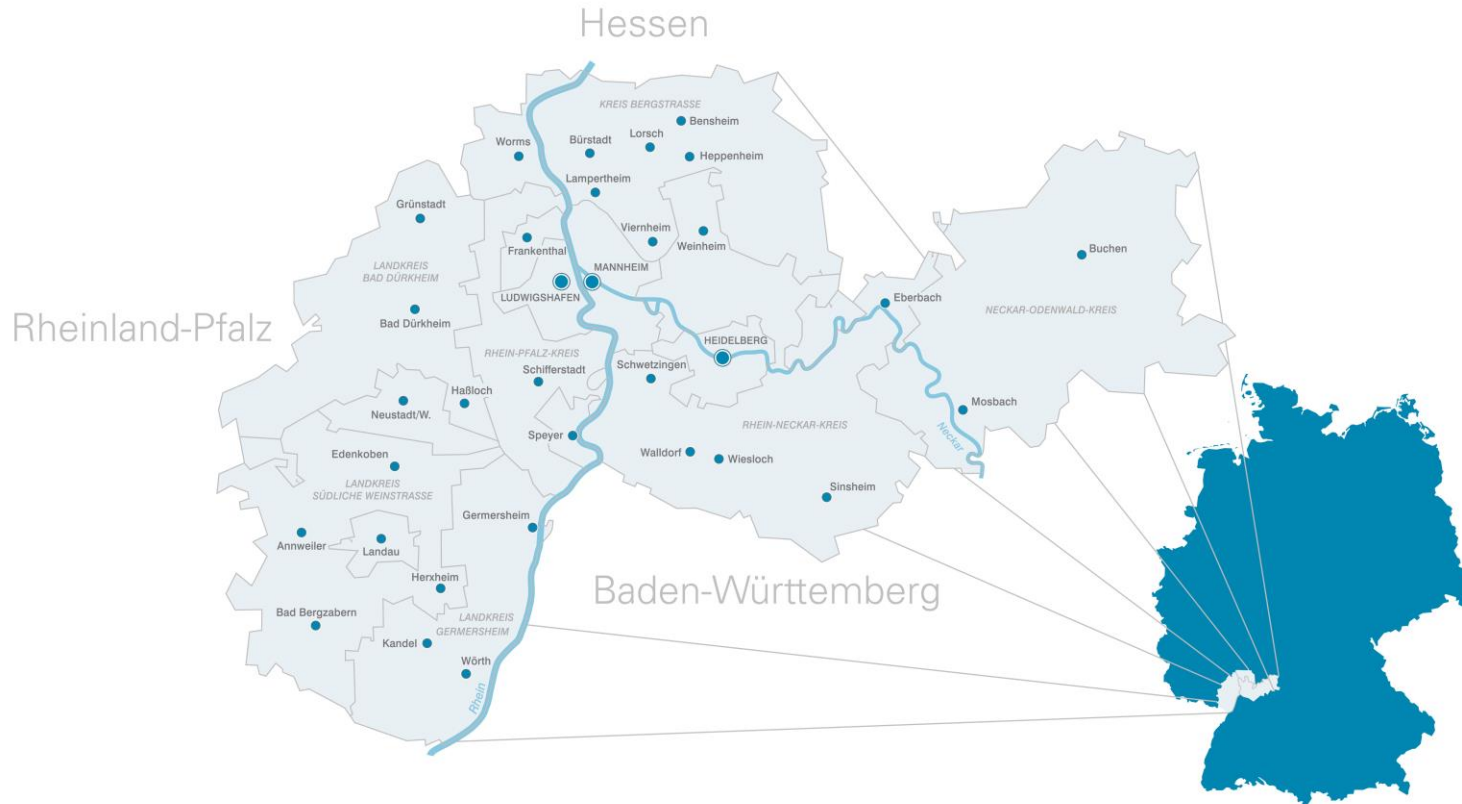 Hessen
KREIS BERGSTRASSE
Bensheim
Worms
Bürstadt
Lorsch
Heppenheim
Lampertheim
Grünstadt
Viernheim
Weinheim
Frankenthal
Buchen
LANDKREIS
BAD DÜRKHEIM
MANNHEIM
LUDWIGSHAFEN
Eberbach
NECKAR-ODENWALD-KREIS
Bad Dürkheim
Rheinland-Pfalz
HEIDELBERG
RHEIN-PFALZ-KREIS
Schifferstadt
Schwetzingen
Haßloch
Neustadt/W.
Mosbach
RHEIN-NECKAR-KREIS
Speyer
Neckar
Walldorf
Wiesloch
Edenkoben
LANDKREIS
SÜDLICHE WEINSTRASSE
Sinsheim
Germersheim
Annweiler
Landau
Herxheim
Baden-Württemberg
Bad Bergzabern
LANDKREIS
GERMERSHEIM
Kandel
Wörth
Rhein